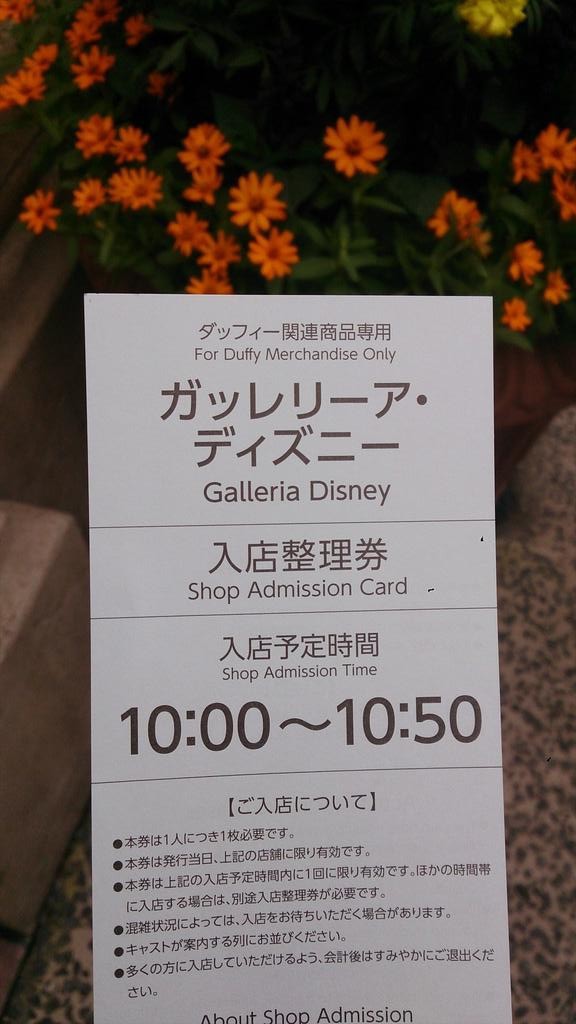 ダッフィー関連商品専用
For Duffy Merchandise Only
ガッレリーア・
ディズニー
Galleria Disney
入店整理券
Shop Admission Card
入店予定時間
Shop Admission Time
10:00～10:50
【ご入店について】
●本券は1人につき1枚必要です。
●本券は発行当日、上記の店舗に限り有効です。
●本券は上記の入店予定時間内に1回に限り有効です。ほかの時間帯
に入店する場合は、別途入店整理券が必要です。
●混雑状況によっては、入店をお待ちいただく場合があります。
●キャストが案内する列にお並びください。
●多くの方に入店していただけるよう、会計後はすみやかにご退出くだ
さい。
About Shop Admission